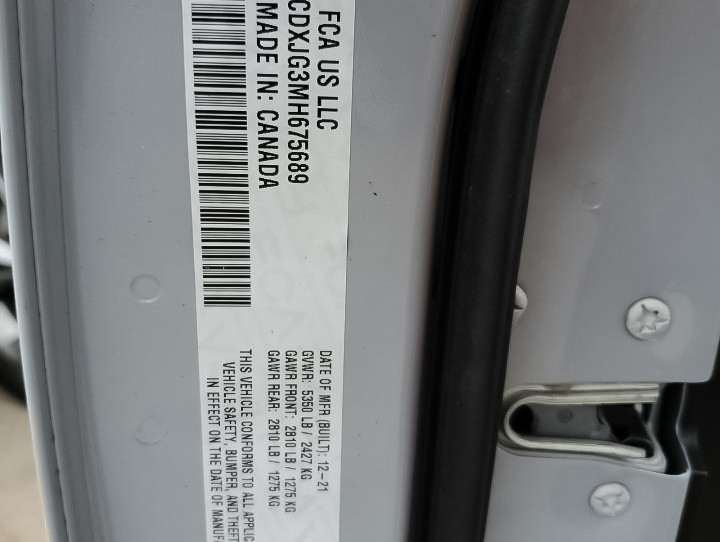 FCA US LLC
CDXJG3MH675689
MADE IN: CANADA
DATE OF MFR (BUILT): 12-21
GVWR: 5350 LB / 2427 KG
GAWR FRONT: 2810 LB / 1275 KG
GAWR REAR: 2810 LB / 1275 KG
THIS VEHICLE CONFORMS TO ALL APPLIC
VEHICLE SAFETY, BUMPER, AND THEFT
IN EFFECT ON THE DATE OF MANUF